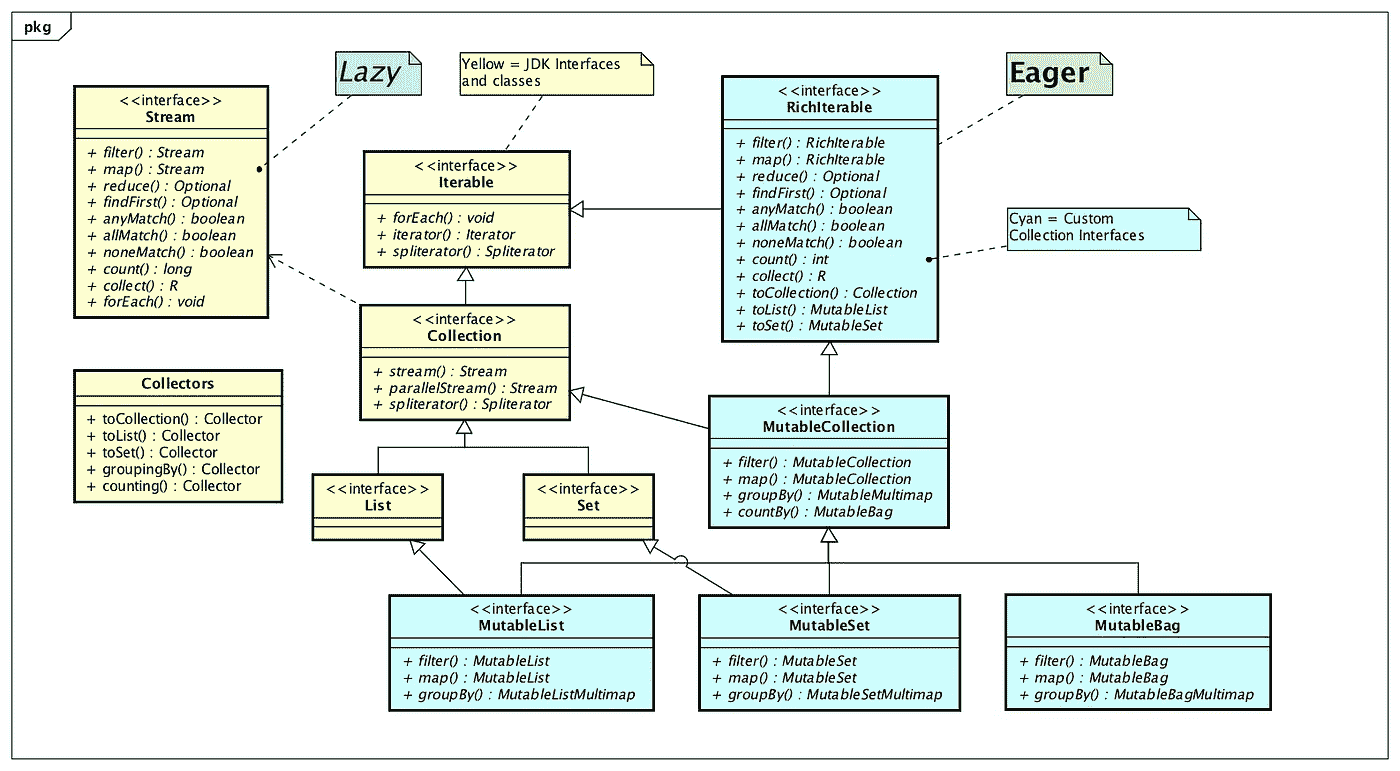 pkg
Lazy
Yellow = JDK Interfaces
and classes
Eager
<<interface>>
Stream
+ filter() : Stream
+ map() : Stream
+ reduce() : Optional
+ findFirst() : Optional
+ anyMatch() : boolean
+ allMatch() : boolean
+ noneMatch() : boolean
+ count() : long
+ collect() : R
+ forEach() : void
<<interface>>
Iterable
+ forEach() : void
+ iterator() : Iterator
+ spliterator() : Spliterator
<<interface>>
RichIterable
+ filter() : RichIterable
+ map() : RichIterable
+ reduce() : Optional
+ findFirst() : Optional
+ anyMatch() : boolean
+ allMatch() : boolean
+ noneMatch() : boolean
+ count() : int
+ collect() : R
+ toCollection() : Collection
+ toList() : MutableList
+ toSet() : MutableSet
Cyan = Custom
Collection Interfaces
<<interface>>
Collection
+ stream() : Stream
+ parallelStream() : Stream
+ spliterator() : Spliterator
Collectors
+ toCollection() : Collector
+ toList() : Collector
+ toSet() : Collector
+ groupingBy() : Collector
+ counting() : Collector
<<interface>>
MutableCollection
+ filter() : MutableCollection
+ map() : MutableCollection
+ groupBy() : MutableMultimap
+ countBy() : MutableBag
<<interface>>
List
<<interface>>
Set
<<interface>>
MutableList
+ filter() : MutableList
+ map() : MutableList
+ groupBy() : MutableListMultimap
<<interface>>
MutableSet
+ filter() : MutableSet
+ map() : MutableSet
+ groupBy() : MutableSetMultimap
<<interface>>
MutableBag
+ filter() : MutableBag
+ map() : MutableBag
+ groupBy() : MutableBagMultimap